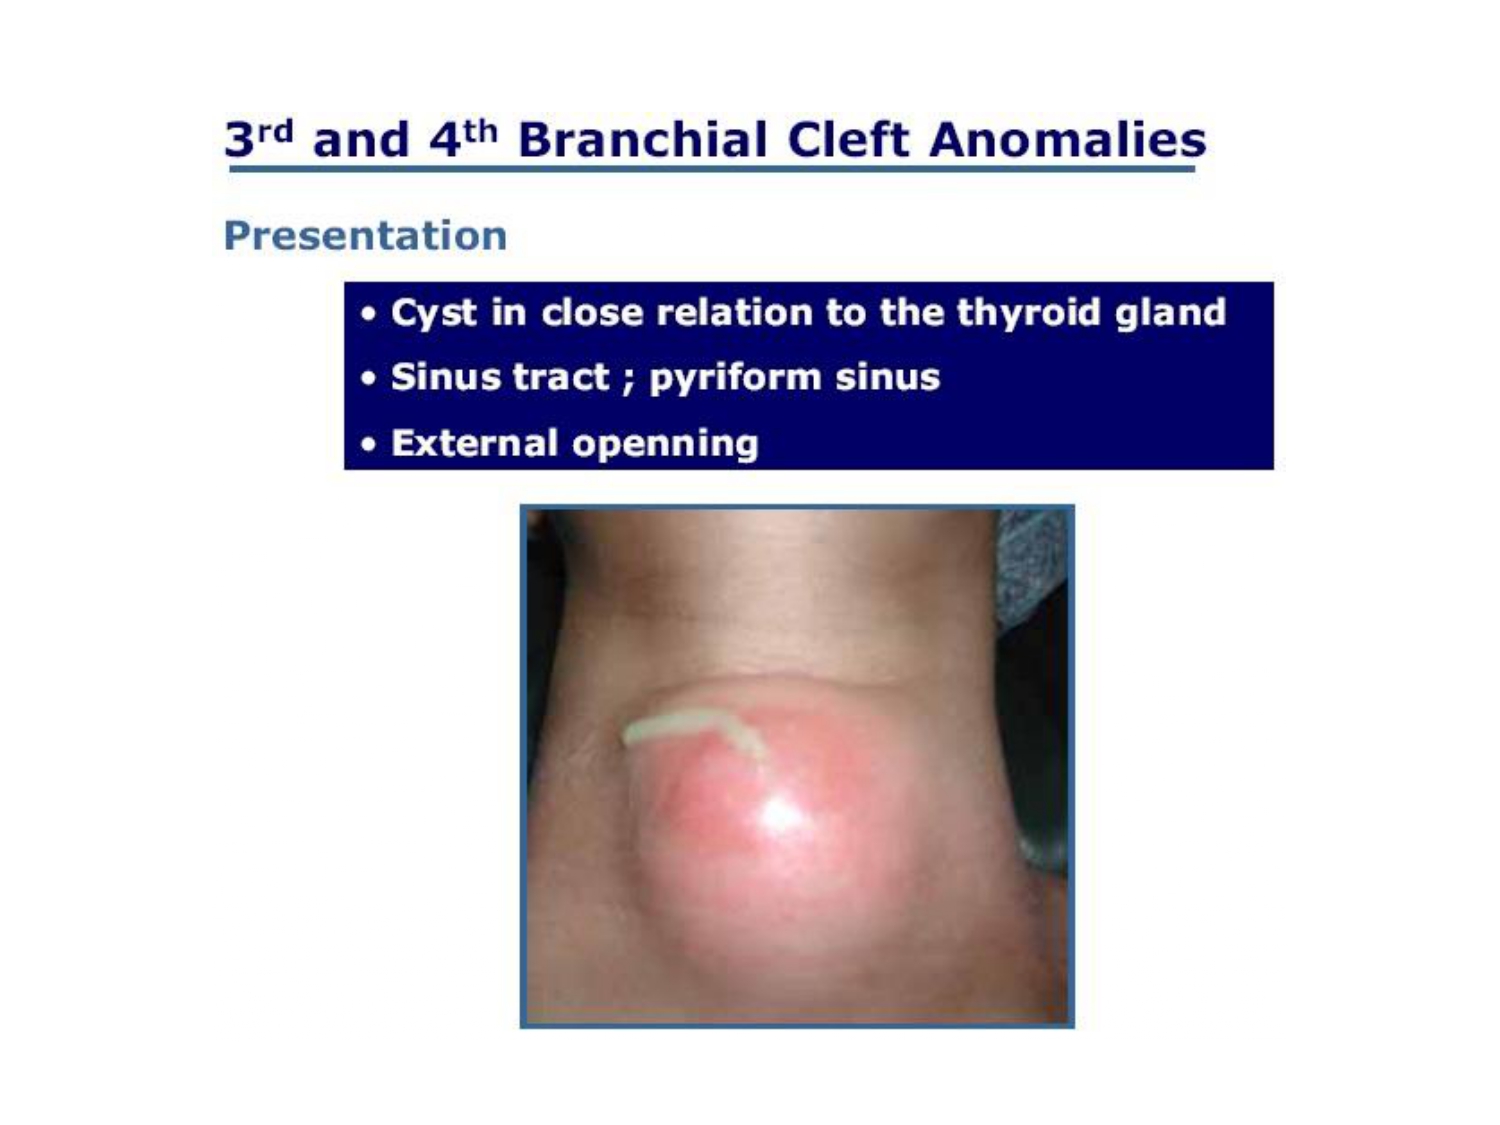 3rd and 4th Branchial Cleft Anomalies
Presentation
• Cyst in close relation to the thyroid gland
• Sinus tract ; pyriform sinus
• External openning